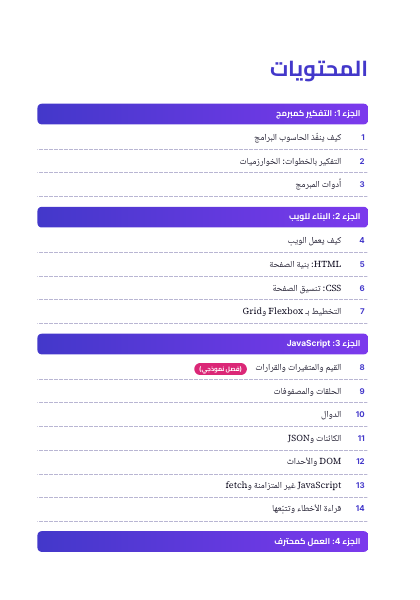 المحتويات
الجزء 1: التفكير كمبرمج
1 كيف ينفّذ الحاسوب البرامج
2 التفكير بالخطوات: الخوارزميات
3 أدوات المبرمج
الجزء 2: البناء للويب
4 كيف يعمل الويب
5 HTML: بنية الصفحة
6 CSS: تنسيق الصفحة
7 التخطيط بـ Flexbox وGrid
الجزء 3: JavaScript
8 القيم والمتغيرات والقرارات (فصل نموذجي)
9 الحلقات والمصفوفات
10 الدوال
11 الكائنات وJSON
12 DOM والأحداث
13 JavaScript غير المتزامنة وfetch
14 قراءة الأخطاء وتتبّعها
الجزء 4: العمل كمحترف